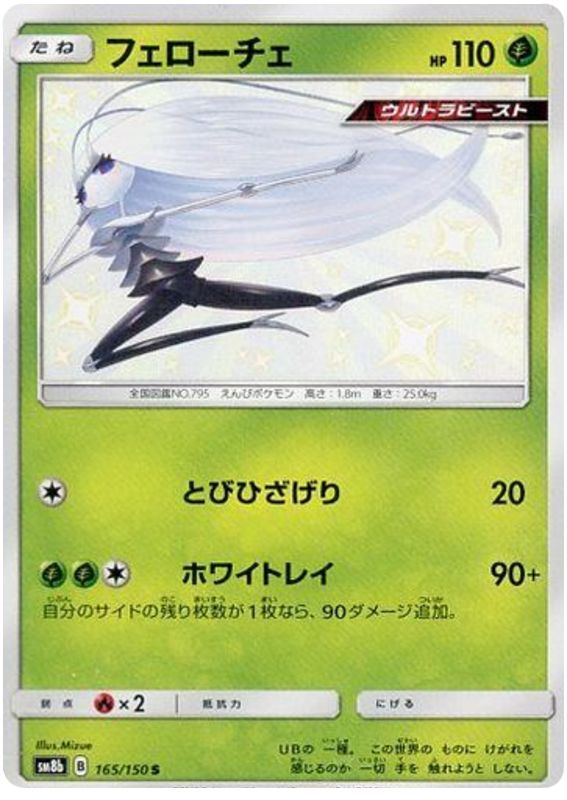 たね フェローチェ HP 110
ウルトラビースト
全国図鑑NO.795 えんびポケモン 高さ:1.8m 重さ:25.0kg
とびひざげり 20
ホワイトレイ 90+
自分のサイドの残り枚数が1枚なら、90ダメージ追加。
弱点 ×2 抵抗力 にげる
Illus.Mizue
SM8b B 165/150 S
UBの 一種。 この世界の ものに けがれを
感じるのか 一切 手を 触れようと しない。